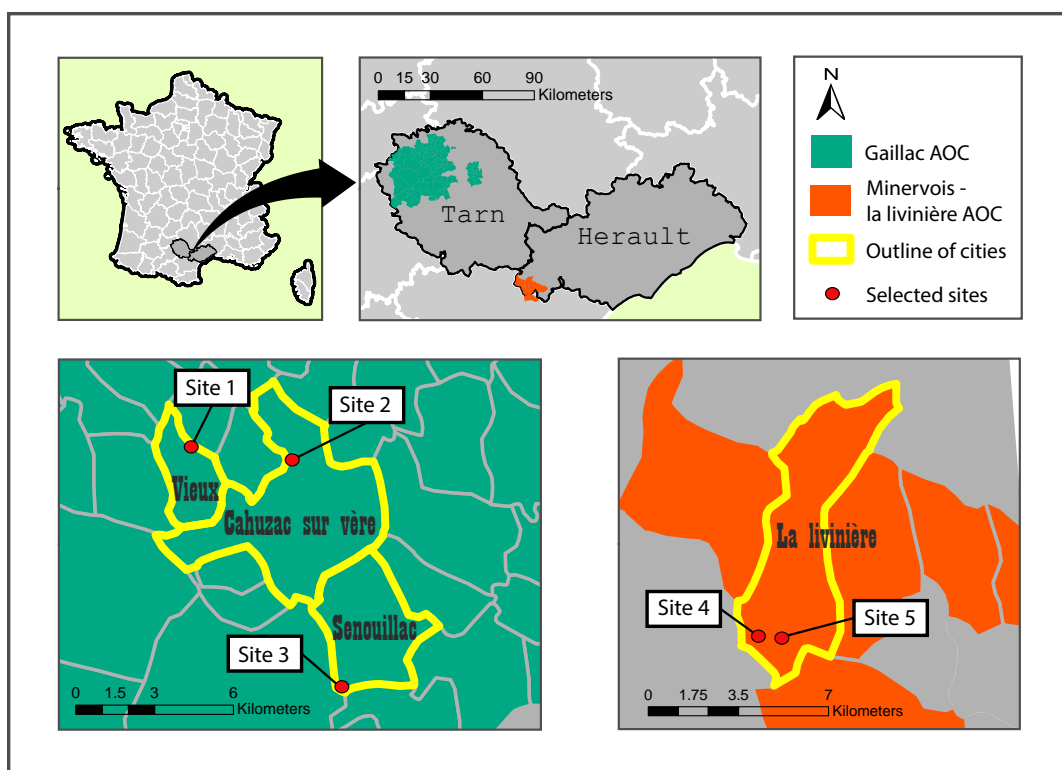 0 15 30 60 90
Kilometers
Tarn
Herault
N
Gaillac AOC
Minervois -
la livinière AOC
Outline of cities
Selected sites
Site 1
Site 2
Vieux
Cahuzac sur vère
Senouillac
Site 3
0 1.5 3 6
Kilometers
La livinière
Site 4
Site 5
0 1.75 3.5 7
Kilometers